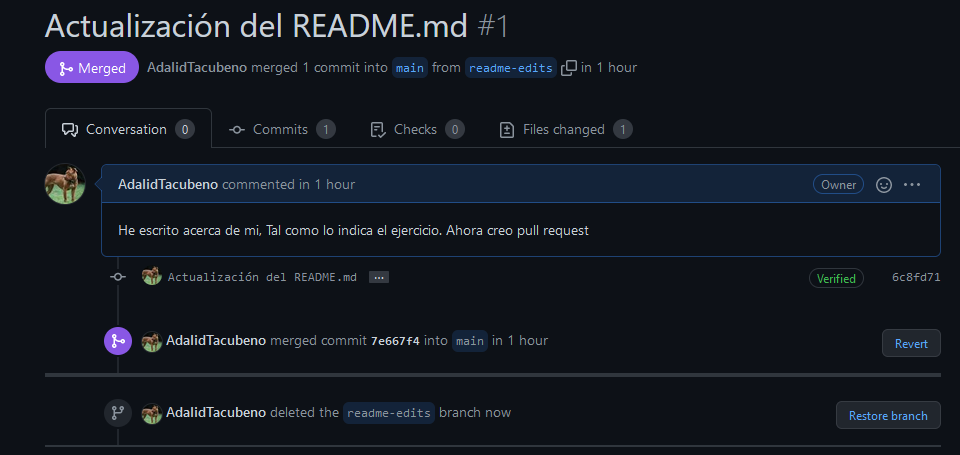 Actualización del README.md #1
Merged AdalidTacubeno merged 1 commit into main from readme-edits in 1 hour
Conversation 0 Commits 1 Checks 0 Files changed 1
AdalidTacubeno commented in 1 hour Owner
He escrito acerca de mi, Tal como lo indica el ejercicio. Ahora creo pull request
Actualización del README.md ... Verified 6c8fd71
AdalidTacubeno merged commit 7e667f4 into main in 1 hour Revert
AdalidTacubeno deleted the readme-edits branch now Restore branch